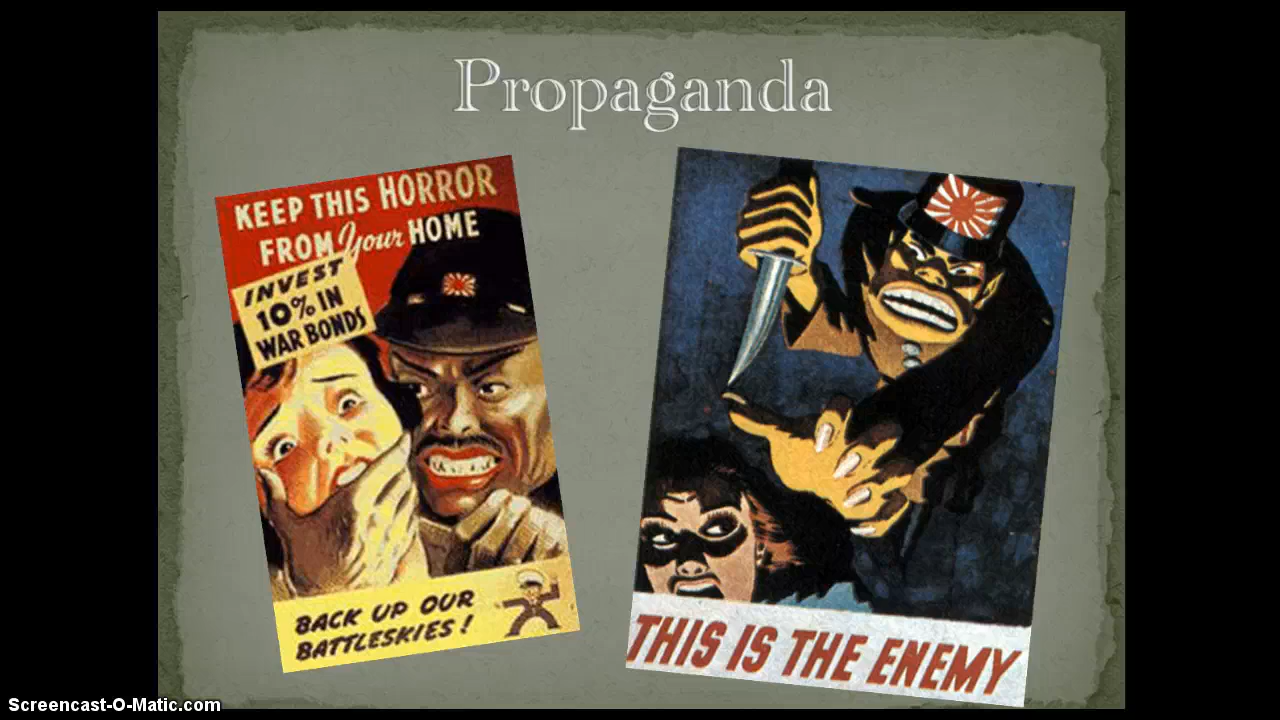 Propaganda
KEEP THIS HORROR
FROM Your HOME
INVEST
10% IN
WAR BONDS
BACK UP OUR
BATTLESKIES!
THIS IS THE ENEMY
Screencast-O-Matic.com